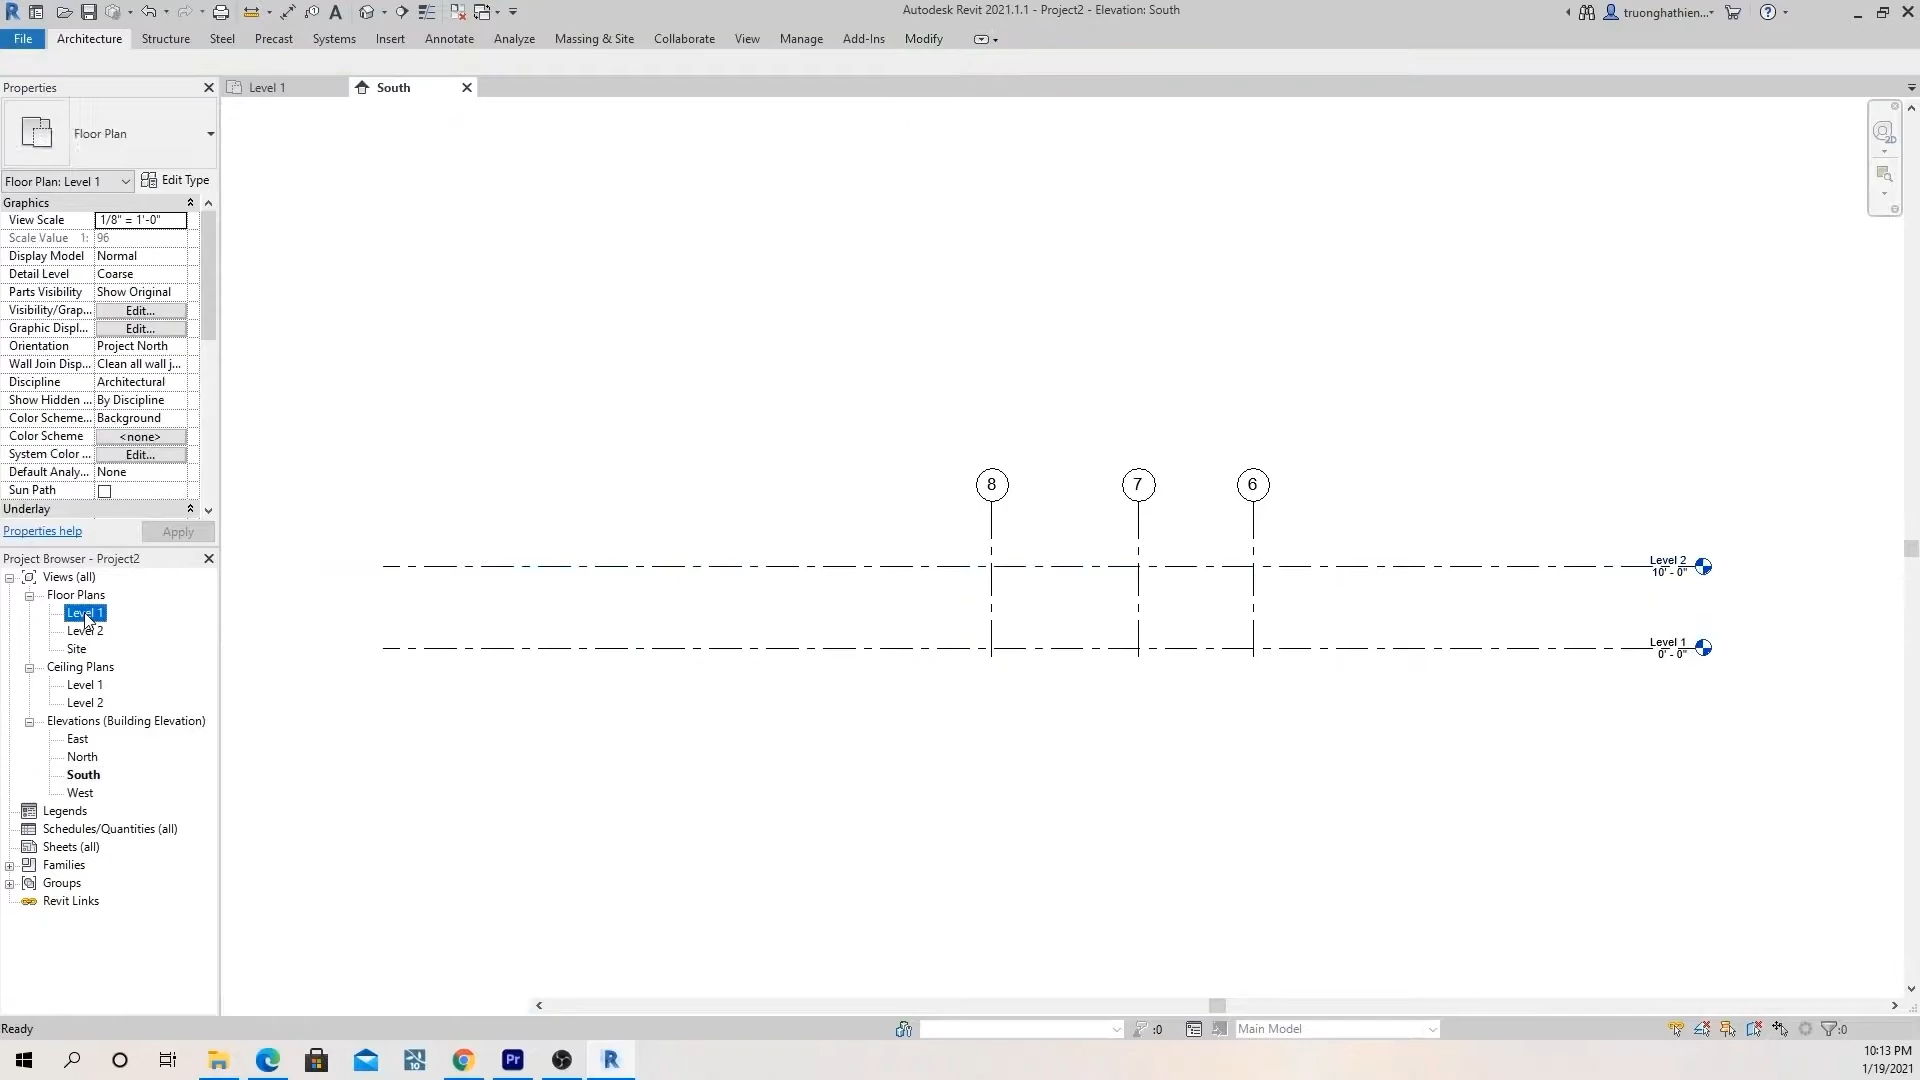 Autodesk Revit 2021.1.1 - Project2 - Elevation: South
truonghathien...
File Architecture Structure Steel Precast Systems Insert Annotate Analyze Massing & Site Collaborate View Manage Add-Ins Modify
Properties
Level 1
South
Floor Plan
Floor Plan: Level 1
Edit Type
Graphics
View Scale 1/8" = 1'-0"
Scale Value 1: 96
Display Model Normal
Detail Level Coarse
Parts Visibility Show Original
Visibility/Grap... Edit...
Graphic Displ... Edit...
Orientation Project North
Wall Join Disp... Clean all wall j...
Discipline Architectural
Show Hidden ... By Discipline
Color Scheme... Background
Color Scheme <none>
System Color ... Edit...
Default Analy... None
Sun Path
Underlay
Properties help
Apply
8 7 6
Level 2
10' - 0"
Level 1
0' - 0"
Project Browser - Project2
Views (all)
Floor Plans
Level 1
Level 2
Site
Ceiling Plans
Level 1
Level 2
Elevations (Building Elevation)
East
North
South
West
Legends
Schedules/Quantities (all)
Sheets (all)
Families
Groups
Revit Links
Ready
:0
Main Model
:0
10
Pr
R
10:13 PM
1/19/2021